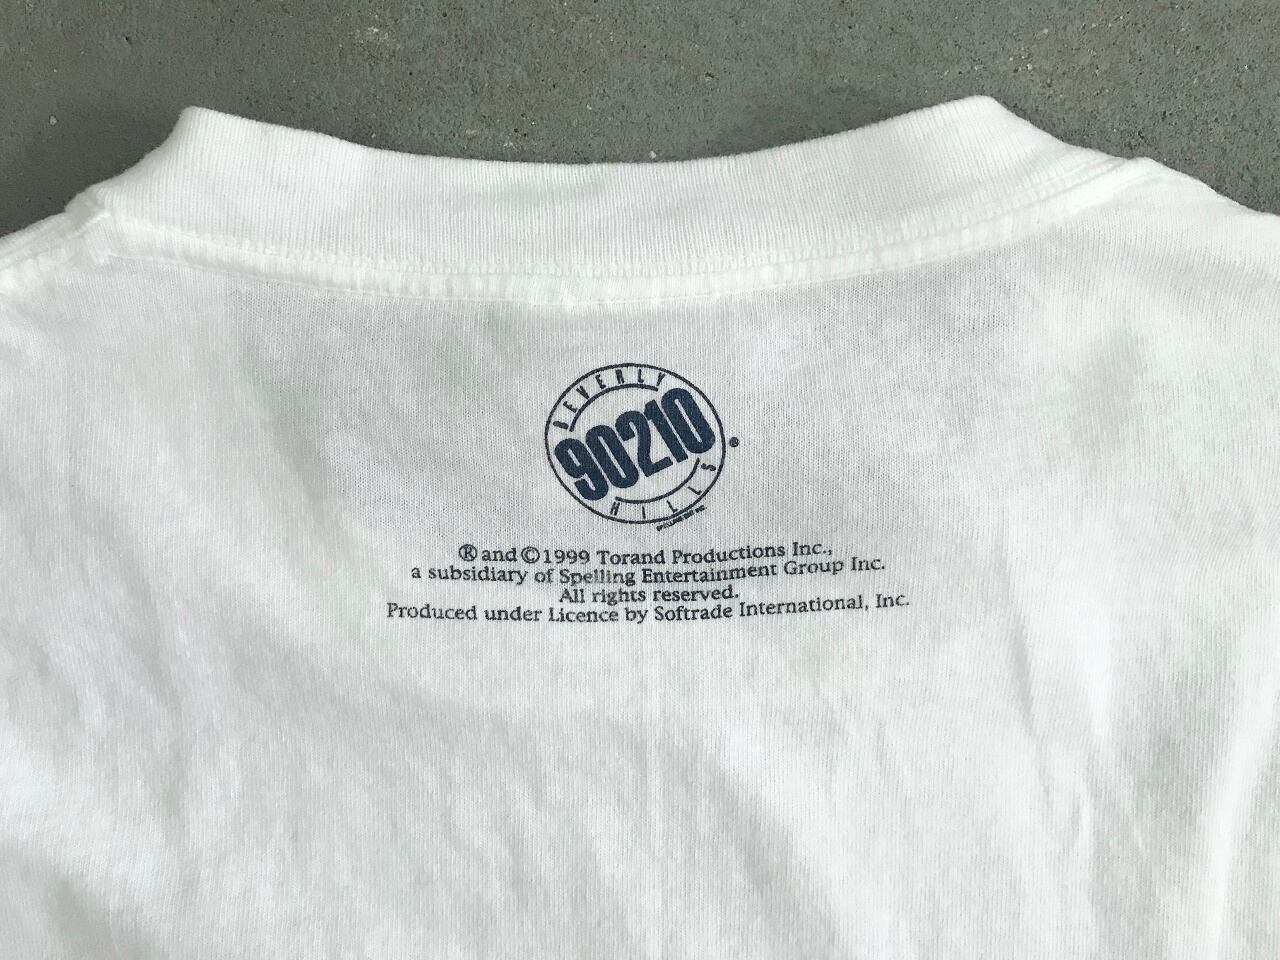 BEVERLY
90210
HILLS
®
® and © 1999 Torand Productions Inc.,
a subsidiary of Spelling Entertainment Group Inc.
All rights reserved.
Produced under Licence by Softrade International, Inc.